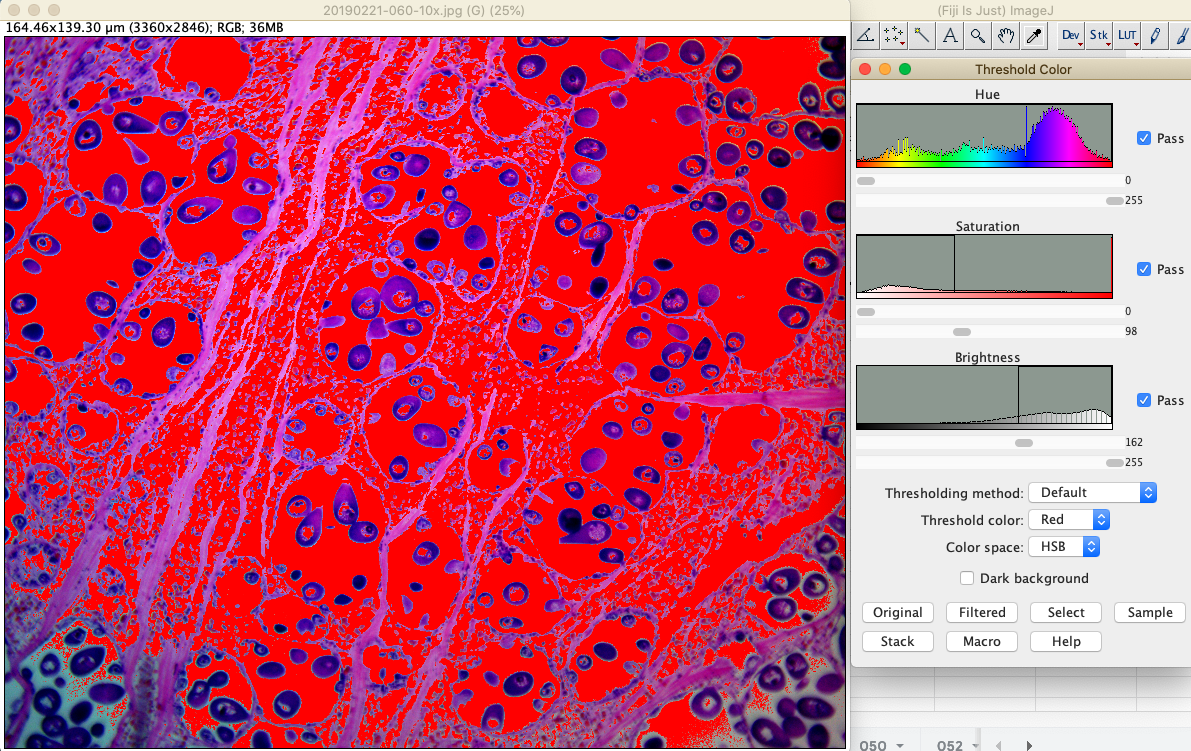 20190221-060-10x.jpg (G) (25%)
(Fiji Is Just) ImageJ
164.46x139.30 µm (3360x2846); RGB; 36MB
A
Dev
Stk
LUT
Threshold Color
Hue
Pass
0
255
Saturation
Pass
0
98
Brightness
Pass
162
255
Thresholding method: Default
Threshold color: Red
Color space: HSB
Dark background
Original Filtered Select Sample
Stack Macro Help
050 052